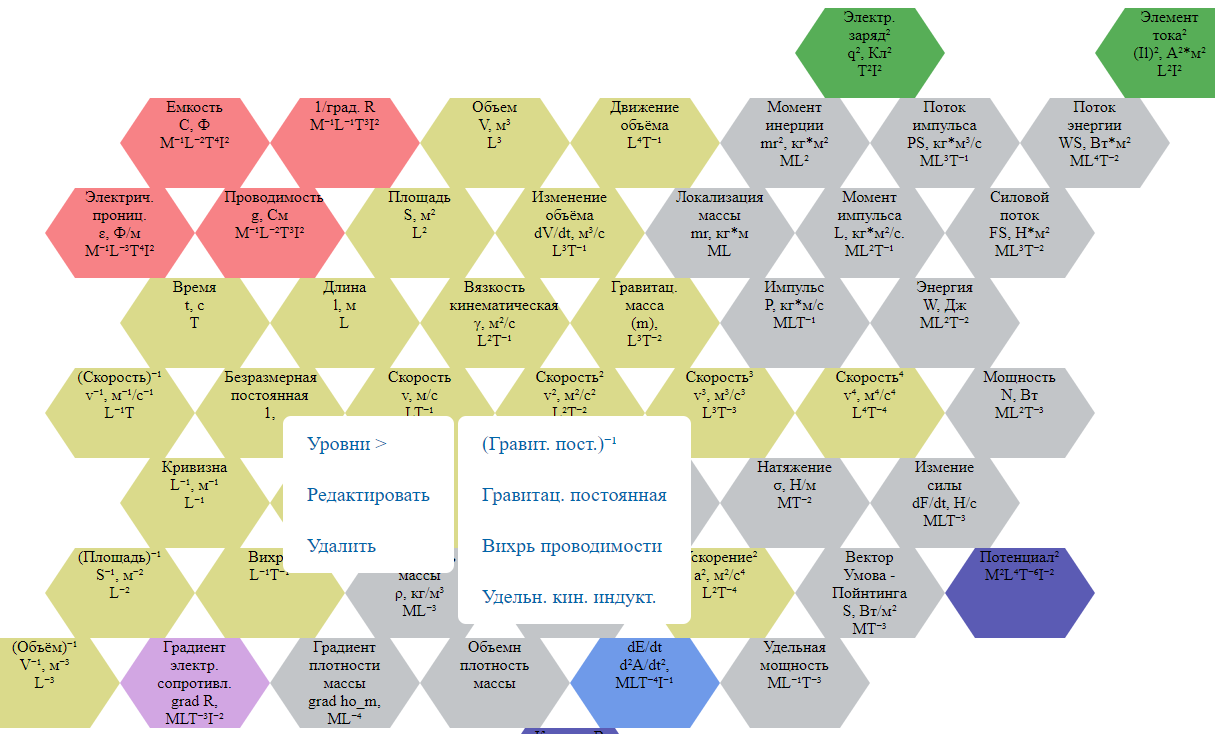 Электр.
заряд²
q², Кл²
T²I²
Элемент
тока²
(Il)², А²*м²
L²I²
Емкость
C, Ф
M⁻¹L⁻²T⁴I²
1/град. R
M⁻¹L⁻¹T³I²
Объем
V, м³
L³
Движение
объёма
L⁴T⁻¹
Момент
инерции
mr², кг*м²
ML²
Поток
импульса
PS, кг*м³/с
ML³T⁻¹
Поток
энергии
WS, Вт*м²
ML⁴T⁻²
Электрич.
прониц.
ε, Ф/м
M⁻¹L⁻³T⁴I²
Проводимость
g, См
M⁻¹L⁻²T³I²
Площадь
S, м²
L²
Изменение
объёма
dV/dt, м³/с
L³T⁻¹
Локализация
массы
mr, кг*м
ML
Момент
импульса
L, кг*м²/с.
ML²T⁻¹
Силовой
поток
FS, Н*м²
ML³T⁻²
Время
t, с
T
Длина
l, м
L
Вязкость
кинематическая
γ, м²/с
L²T⁻¹
Гравитац.
масса
(m),
L³T⁻²
Импульс
P, кг*м/с
MLT⁻¹
Энергия
W, Дж
ML²T⁻²
(Скорость)⁻¹
v⁻¹, м⁻¹/с⁻¹
L⁻¹T
Безразмерная
постоянная
1,
Скорость
v, м/с
LT⁻¹
Скорость²
v², м²/с²
L²T⁻²
Скорость³
v³, м³/с³
L³T⁻³
Скорость⁴
v⁴, м⁴/с⁴
L⁴T⁻⁴
Мощность
N, Вт
ML²T⁻³
Уровни >
Редактировать
Удалить
(Гравит. пост.)⁻¹
Гравитац. постоянная
Вихрь проводимости
Удельн. кин. индукт.
Кривизна
L⁻¹, м⁻¹
L⁻¹
Натяжение
σ, Н/м
MT⁻²
Измение
силы
dF/dt, Н/с
MLT⁻³
(Площадь)⁻¹
S⁻¹, м⁻²
L⁻²
Вихр
L⁻¹T⁻¹
массы
ρ, кг/м³
ML⁻³
скорение²
a², м²/с⁴
L²T⁻⁴
Вектор
Умова -
Пойнтинга
S, Вт/м²
MT⁻³
Потенциал²
M²L⁴T⁻⁶I⁻²
(Объём)⁻¹
V⁻¹, м⁻³
L⁻³
Градиент
электр.
сопротивл.
grad R,
MLT⁻³I⁻²
Градиент
плотности
массы
grad ho_m,
ML⁻⁴
Объемн
плотность
массы
dE/dt
d²A/dt²,
MLT⁻⁴I⁻¹
Удельная
мощность
ML⁻¹T⁻³